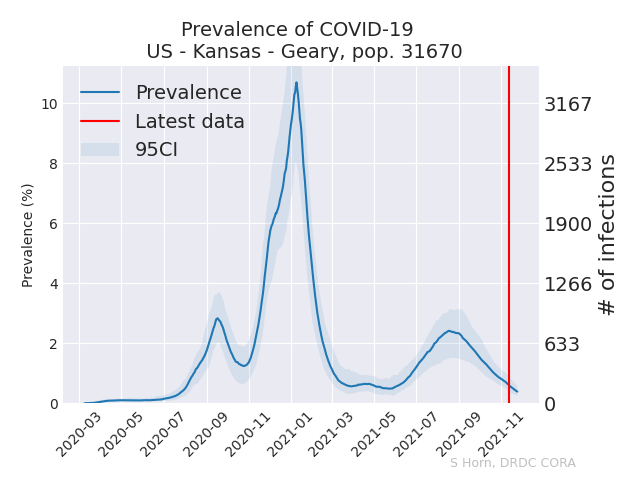 Prevalence of COVID-19
US - Kansas - Geary, pop. 31670
Prevalence
Latest data
95CI
Prevalence (%)
10
8
6
4
2
0
3167
2533
1900
1266
633
0
# of infections
2020-03
2020-05
2020-07
2020-09
2020-11
2021-01
2021-03
2021-05
2021-07
2021-09
2021-11
S Horn, DRDC CORA